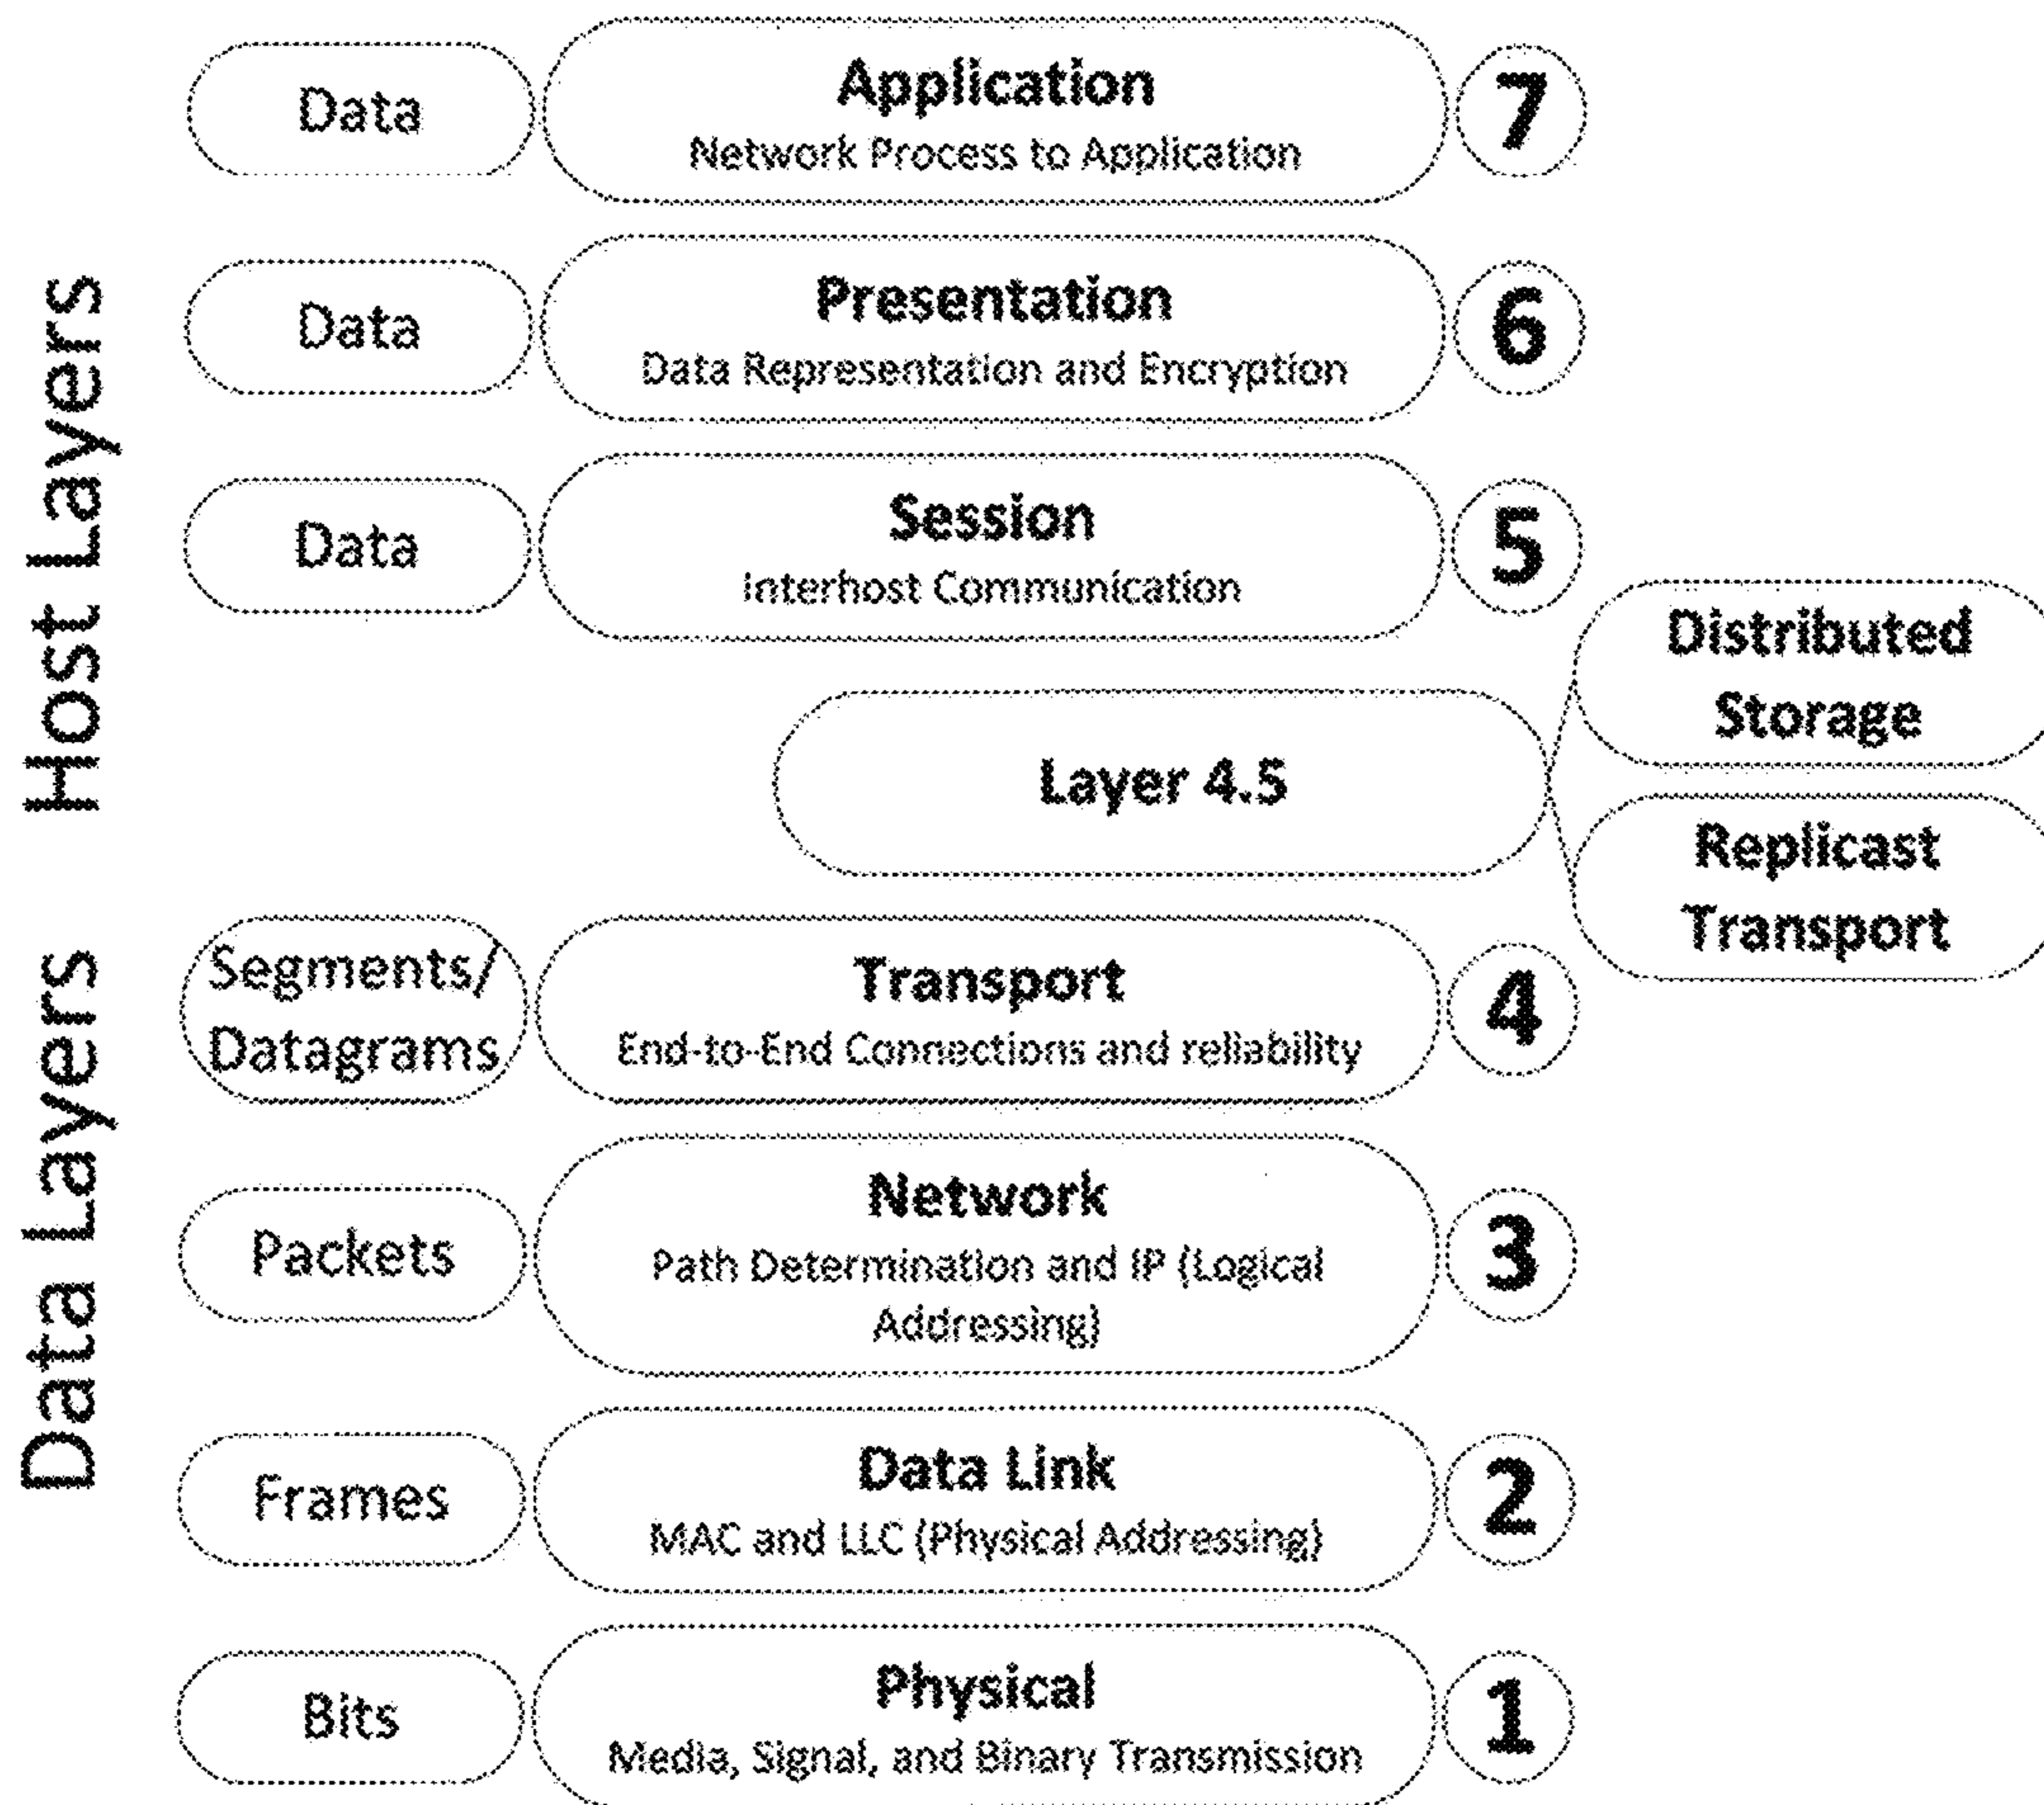 Host Layers
Data
Application
Network Process to Application
7
Data
Presentation
Data Representation and Encryption
6
Data
Session
Interhost Communication
5
Layer 4.5
Distributed
Storage
Replicast
Transport
Data Layers
Segments/
Datagrams
Transport
End-to-End Connections and reliability
4
Packets
Network
Path Determination and IP (Logical
Addressing)
3
Frames
Data Link
MAC and LLC (Physical Addressing)
2
Bits
Physical
Media, Signal, and Binary Transmission
1